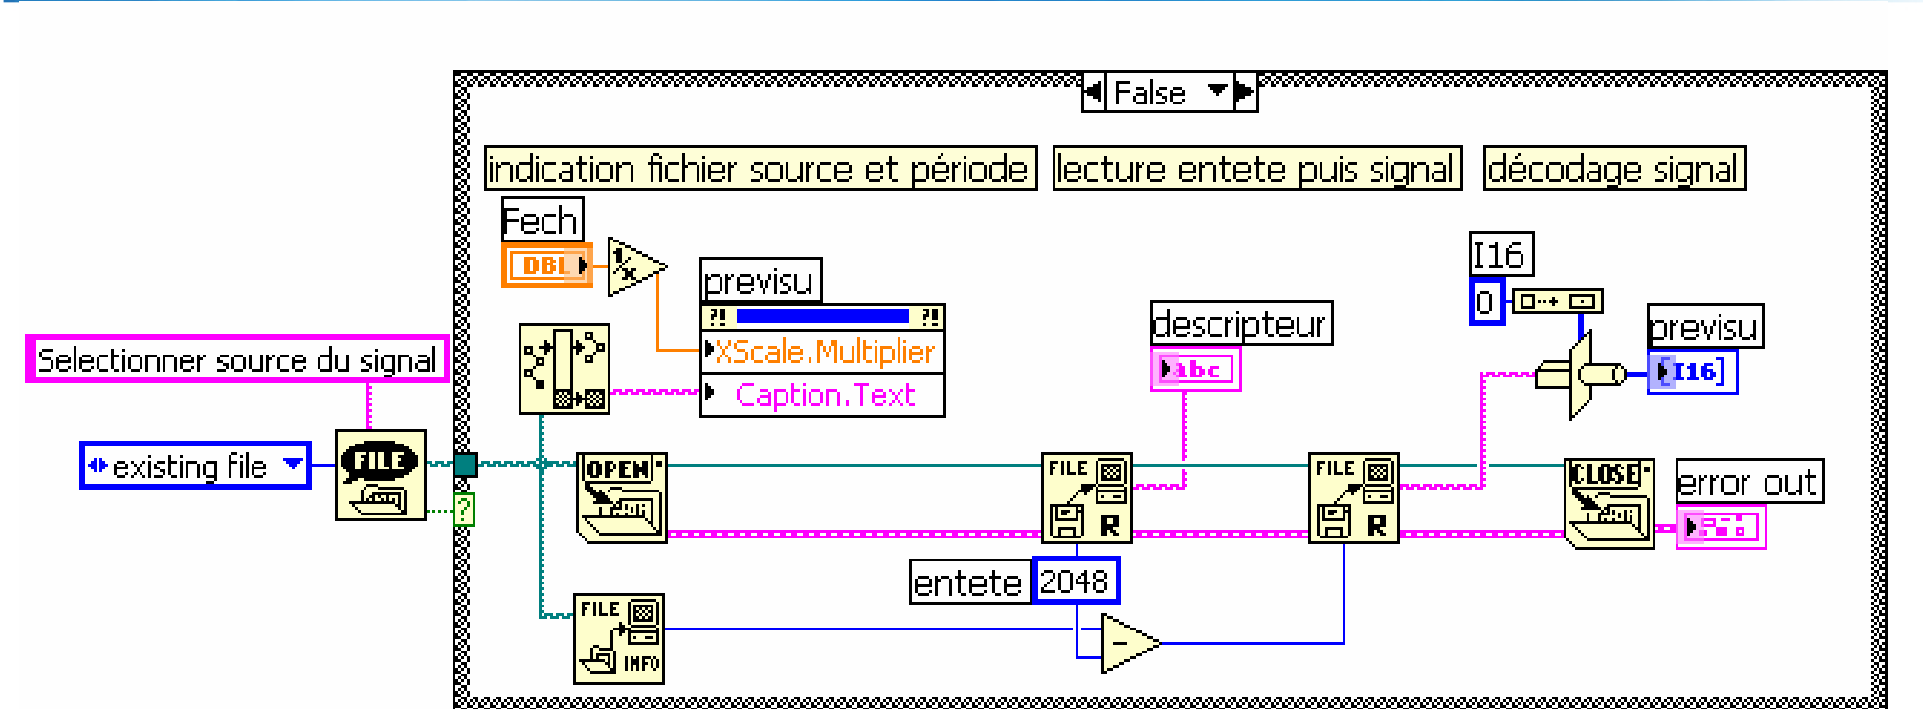 False
indication fichier source et période
lecture entete puis signal
décodage signal
Fech
DBL
1/x
previsu
?! ?!
XScale.Multiplier
Caption.Text
descripteur
abc
I16
0
previsu
[I16]
Selectionner source du signal
existing file
FILE
?
OPEN
FILE
R
FILE
R
CLOSE
error out
entete 2048
FILE
INFO